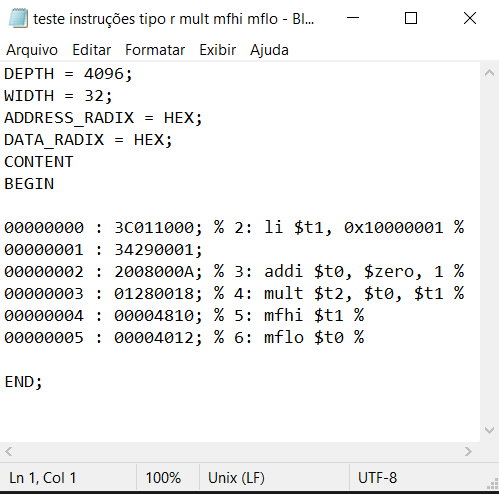 teste instruções tipo r mult mfhi mflo - Bl...
Arquivo Editar Formatar Exibir Ajuda
DEPTH = 4096;
WIDTH = 32;
ADDRESS_RADIX = HEX;
DATA_RADIX = HEX;
CONTENT
BEGIN
00000000 : 3C011000; % 2: li $t1, 0x10000001 %
00000001 : 34290001;
00000002 : 2008000A; % 3: addi $t0, $zero, 1 %
00000003 : 01280018; % 4: mult $t2, $t0, $t1 %
00000004 : 00004810; % 5: mfhi $t1 %
00000005 : 00004012; % 6: mflo $t0 %
END;
Ln 1, Col 1 100% Unix (LF) UTF-8